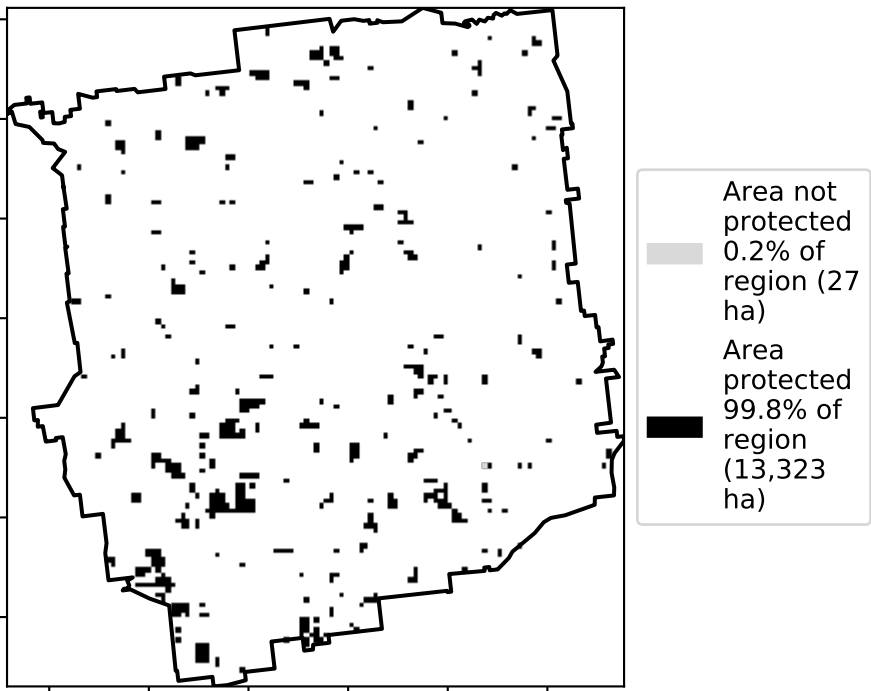 Area not
protected
0.2% of
region (27
ha)
Area
protected
99.8% of
region
(13,323
ha)